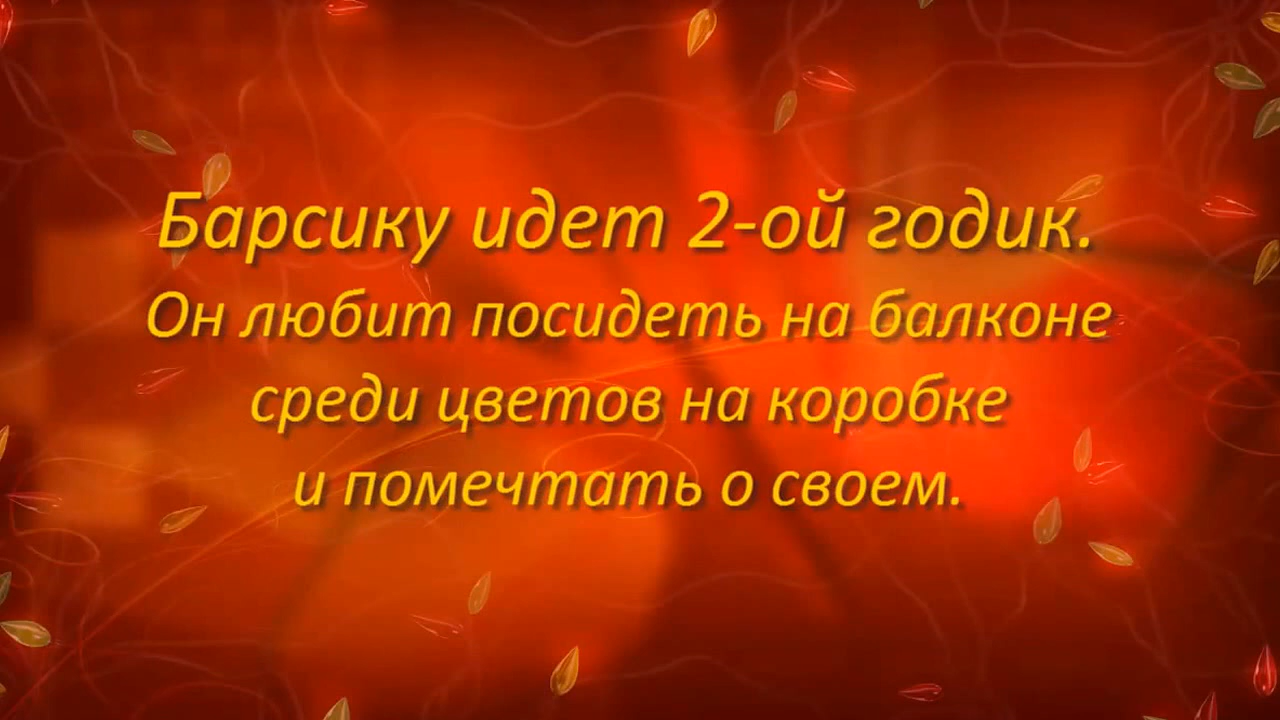 Барсику идет 2-ой годик.
Он любит посидеть на балконе
среди цветов на коробке
и помечтать о своем.